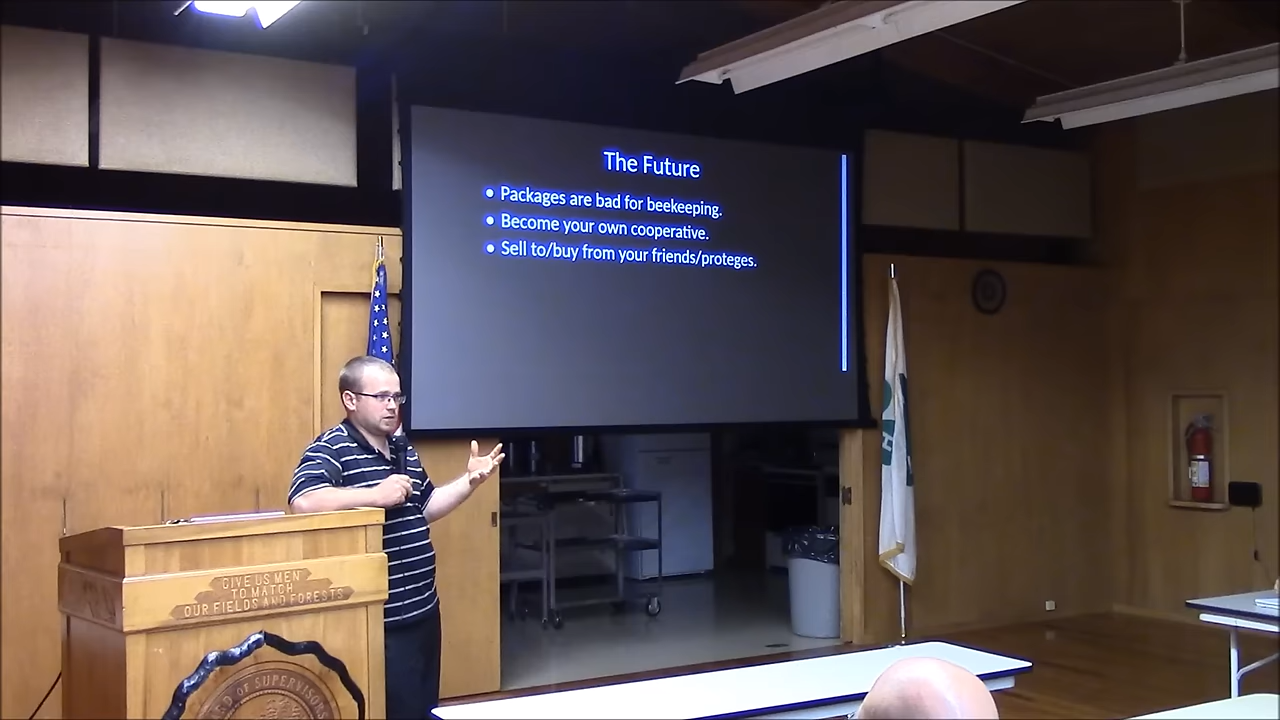 The Future
• Packages are bad for beekeeping.
• Become your own cooperative.
• Sell to/buy from your friends/proteges.
GIVE US MEN
TO MATCH
OUR FIELDS AND FORESTS
OF SUPERVISORS